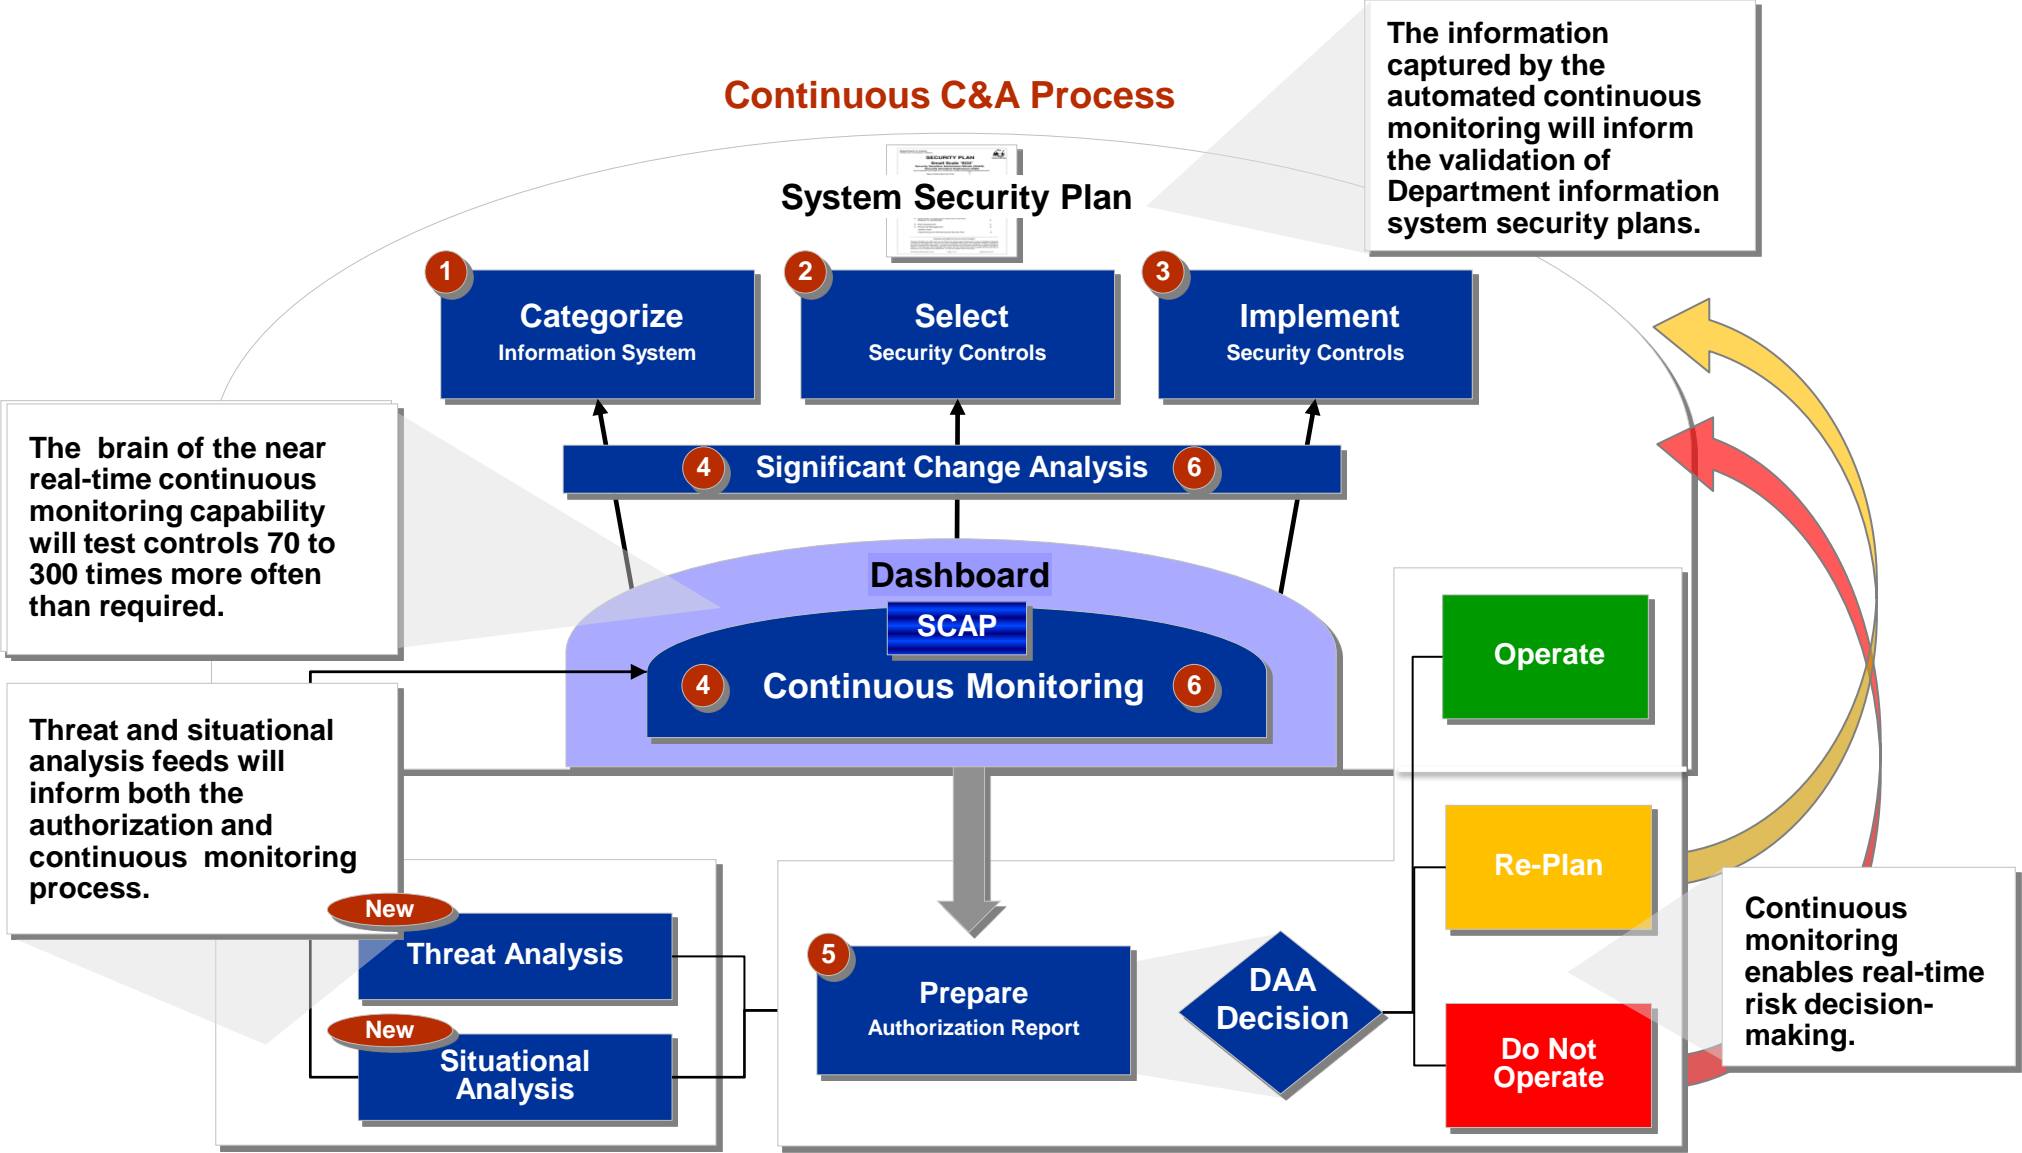 The information
captured by the
automated continuous
monitoring will inform
the validation of
Department information
system security plans.
Continuous C&A Process
SECURITY PLAN
System Security Plan
1
Categorize
Information System
2
Select
Security Controls
3
Implement
Security Controls
The  brain of the near
real-time continuous
monitoring capability
will test controls 70 to
300 times more often
than required.
4
Significant Change Analysis
6
Dashboard
SCAP
4
Continuous Monitoring
6
Threat and situational
analysis feeds will
inform both the
authorization and
continuous  monitoring
process.
New
Threat Analysis
New
Situational
Analysis
5
Prepare
Authorization Report
DAA
Decision
Operate
Re-Plan
Do Not
Operate
Continuous
monitoring
enables real-time
risk decision-
making.